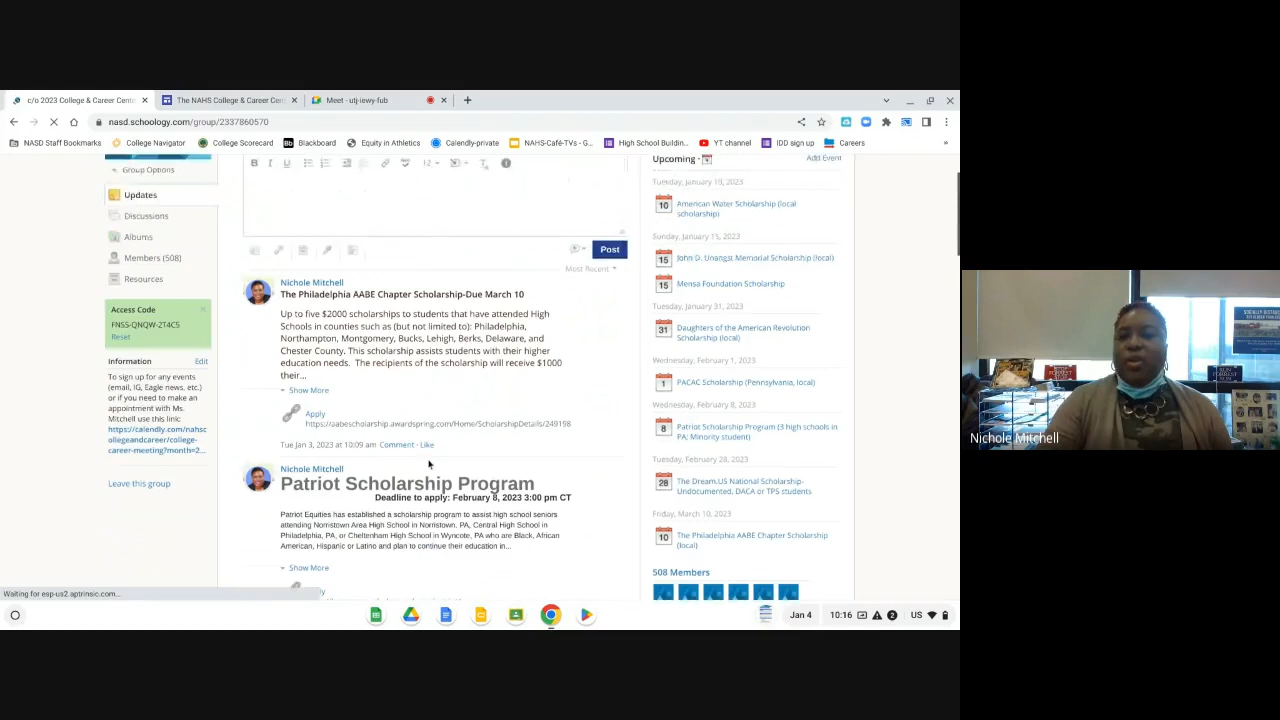 c/o 2023 College & Career Cente
The NAHS College & Career Cen
Meet - utj-iewy-fub
nasd.schoology.com/group/2337860570
NASD Staff Bookmarks
College Navigator
College Scorecard
Blackboard
Equity in Athletics
Calendly-private
NAHS-Café-TVs - G...
High School Buildin...
YT channel
IDD sign up
Careers
Group Options
Updates
Discussions
Albums
Members (508)
Resources
Access Code
FNSS-QNQW-2T4C5
Reset
Information
Edit
To sign up for any events
(email, IG, Eagle news, etc.)
or if you need to make an
appointment with Ms.
Mitchell use this link:
https://calendly.com/nahsc
ollegeandcareer/college-
career-meeting?month=2...
Leave this group
Post
Most Recent
Nichole Mitchell
The Philadelphia AABE Chapter Scholarship-Due March 10
Up to five $2000 scholarships to students that have attended High
Schools in counties such as (but not limited to): Philadelphia,
Northampton, Montgomery, Bucks, Lehigh, Berks, Delaware, and
Chester County. This scholarship assists students with their higher
education needs. The recipients of the scholarship will receive $1000
their...
Show More
Apply
https://aabescholarship.awardspring.com/Home/ScholarshipDetails/249198
Tue Jan 3, 2023 at 10:09 am Comment · Like
Nichole Mitchell
Patriot Scholarship Program
Deadline to apply: February 8, 2023 3:00 pm CT
Patriot Equities has established a scholarship program to assist high school seniors
attending Norristown Area High School in Norristown. PA, Central High School in
Philadelphia, PA, or Cheltenham High School in Wyncote, PA who are Black, African
American, Hispanic or Latino and plan to continue their education in...
Show More
Upcoming ·
Add Event
Tuesday, January 10, 2023
10
American Water Scholarship (local
scholarship)
Sunday, January 15, 2023
15
John D. Unangst Memorial Scholarship (local)
15
Mensa Foundation Scholarship
Tuesday, January 31, 2023
31
Daughters of the American Revolution
Scholarship (local)
Wednesday, February 1, 2023
1
PACAC Scholarship (Pennsylvania, local)
Wednesday, February 8, 2023
8
Patriot Scholarship Program (3 high schools in
PA; Minority student)
Tuesday, February 28, 2023
28
The Dream.US National Scholarship-
Undocumented, DACA or TPS students
Friday, March 10, 2023
10
The Philadelphia AABE Chapter Scholarship
(local)
508 Members
Waiting for esp-us2.aptrinsic.com...
Jan 4
10:16
2
US
Nichole Mitchell